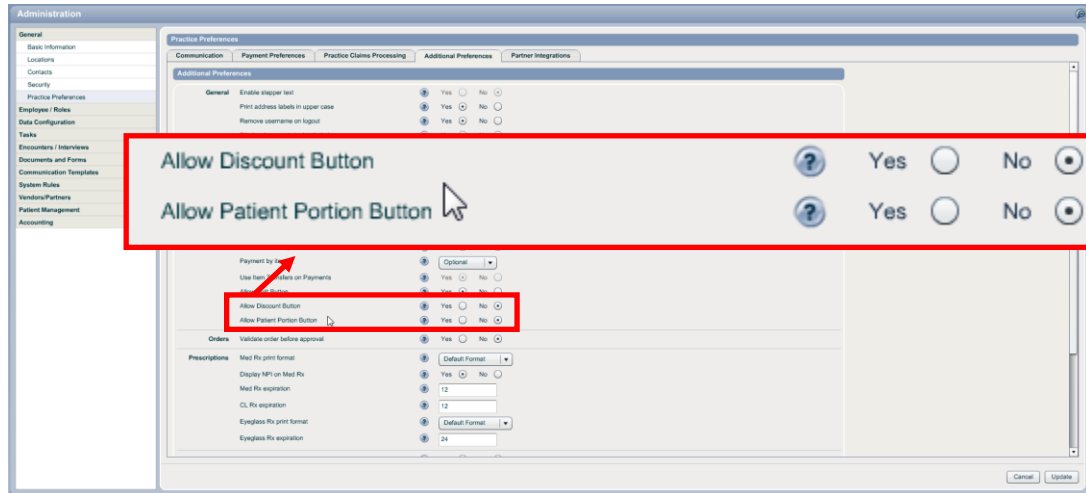 Administration
General
Basic Information
Locations
Contacts
Security
Practice Preferences
Employee / Roles
Data Configuration
Tasks
Encounters / Interviews
Documents and Forms
Communication Templates
System Rules
Vendors/Partners
Patient Management
Accounting
Practice Preferences
Communication Payment Preferences Practice Claims Processing Additional Preferences Partner Integrations
Additional Preferences
General Enable stepper text ? Yes No
Print address labels in upper case ? Yes No
Remove username on logout ? Yes No
Allow Discount Button ? Yes No
Allow Patient Portion Button ? Yes No
Payment by Optional
Use Item Transfers on Payments ? Yes No
Button ? Yes No
Allow Discount Button ? Yes No
Allow Patient Portion Button ? Yes No
Orders Validate order before approval ? Yes No
Prescriptions Med Rx print format ? Default Format
Display NPI on Med Rx ? Yes No
Med Rx expiration ? 12
CL Rx expiration ? 12
Eyeglass Rx print format ? Default Format
Eyeglass Rx expiration ? 24
Cancel Update